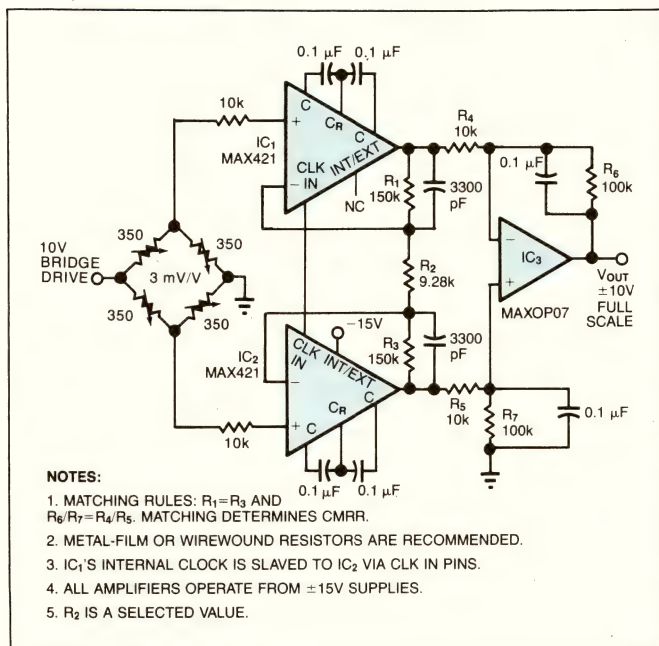 0.1 µF
0.1 µF
C
C
CR
10k
+
IC1
MAX421
CLK
IN
INT/EXT
−
NC
R1
150k
3300
pF
R4
10k
0.1 µF
R6
100k
10V
BRIDGE
DRIVE
350
350
3 mV/V
350
350
R2
9.28k
−
IC3
+
MAXOP07
VOUT
±10V
FULL
SCALE
−15V
CLK
IN
INT/EXT
IC2
MAX421
−
CR
C
+
C
R3
150k
3300
pF
R5
10k
10k
R7
100k
0.1 µF
0.1 µF
0.1 µF
NOTES:
1. MATCHING RULES: R1=R3 AND
R6/R7=R4/R5. MATCHING DETERMINES CMRR.
2. METAL-FILM OR WIREWOUND RESISTORS ARE RECOMMENDED.
3. IC1'S INTERNAL CLOCK IS SLAVED TO IC2 VIA CLK IN PINS.
4. ALL AMPLIFIERS OPERATE FROM ±15V SUPPLIES.
5. R2 IS A SELECTED VALUE.